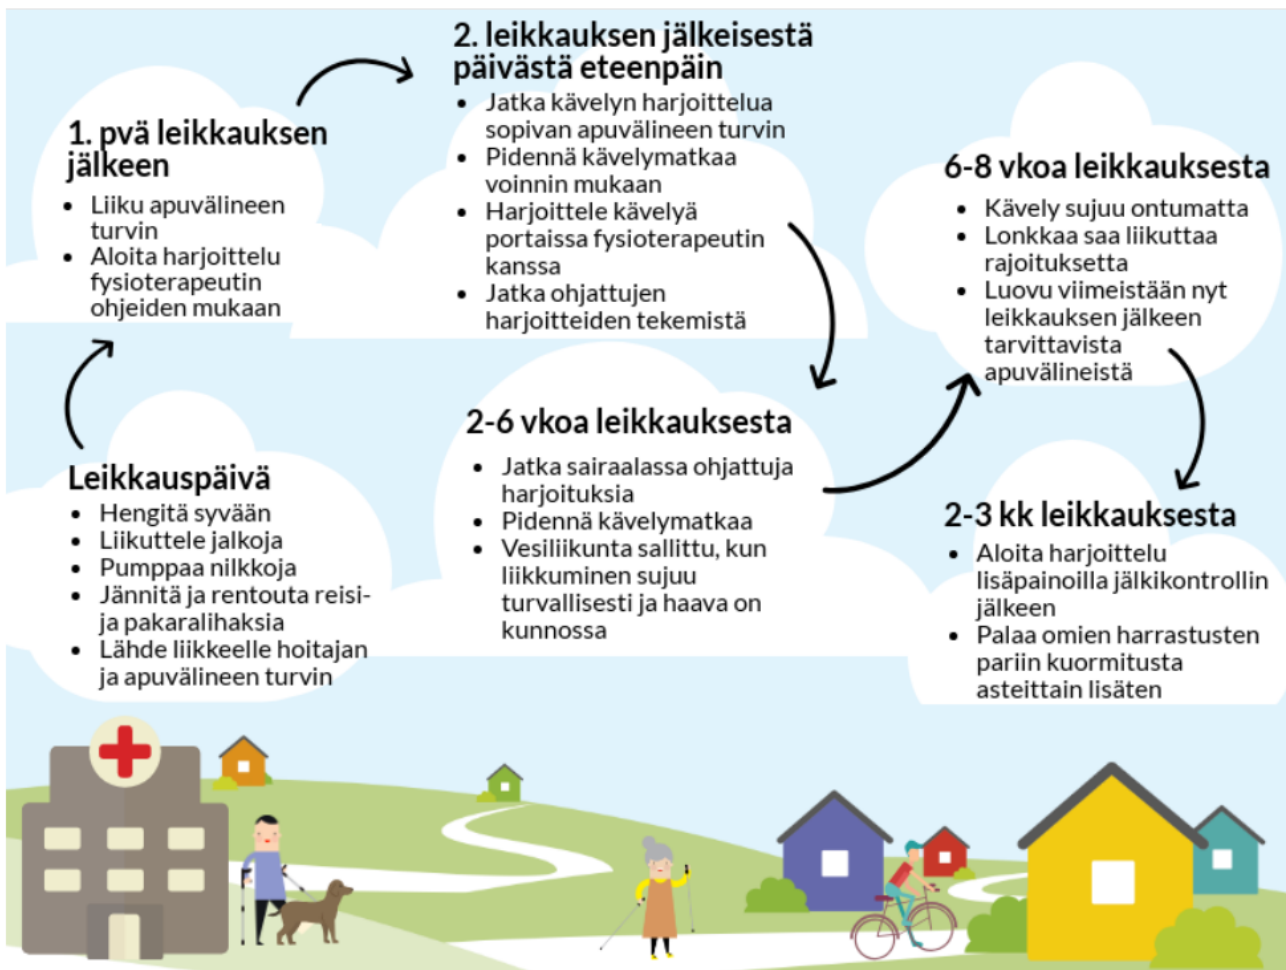 Leikkauspäivä
• Hengitä syvään
• Liikuttele jalkoja
• Pumppaa nilkkoja
• Jännitä ja rentouta reisi-
ja pakaralihaksia
• Lähde liikkeelle hoitajan
ja apuvälineen turvin
1. pvä leikkauksen
jälkeen
• Liiku apuvälineen
turvin
• Aloita harjoittelu
fysioterapeutin
ohjeiden mukaan
2. leikkauksen jälkeisestä
päivästä eteenpäin
• Jatka kävelyn harjoittelua
sopivan apuvälineen turvin
• Pidennä kävelymatkaa
voinnin mukaan
• Harjoittele kävelyä
portaissa fysioterapeutin
kanssa
• Jatka ohjattujen
harjoitteiden tekemistä
2-6 vkoa leikkauksesta
• Jatka sairaalassa ohjattuja
harjoituksia
• Pidennä kävelymatkaa
• Vesiliikunta sallittu, kun
liikkuminen sujuu
turvallisesti ja haava on
kunnossa
6-8 vkoa leikkauksesta
• Kävely sujuu ontumatta
• Lonkkaa saa liikuttaa
rajoituksetta
• Luovu viimeistään nyt
leikkauksen jälkeen
tarvittavista
apuvälineistä
2-3 kk leikkauksesta
• Aloita harjoittelu
lisäpainoilla jälkikontrollin
jälkeen
• Palaa omien harrastusten
pariin kuormitusta
asteittain lisäten